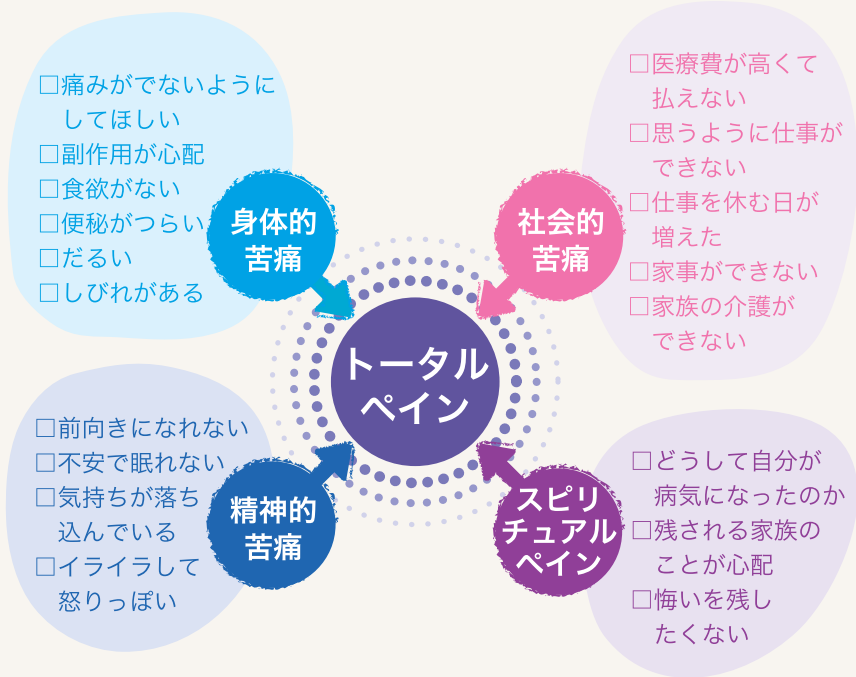 □痛みがでないように
してほしい
□副作用が心配
□食欲がない
□便秘がつらい
□だるい
□しびれがある
身体的
苦痛
□医療費が高くて
払えない
□思うように仕事が
できない
□仕事を休む日が
増えた
□家事ができない
□家族の介護が
できない
社会的
苦痛
トータル
ペイン
□前向きになれない
□不安で眠れない
□気持ちが落ち
込んでいる
□イライラして
怒りっぽい
精神的
苦痛
スピリ
チュアル
ペイン
□どうして自分が
病気になったのか
□残される家族の
ことが心配
□悔いを残し
たくない